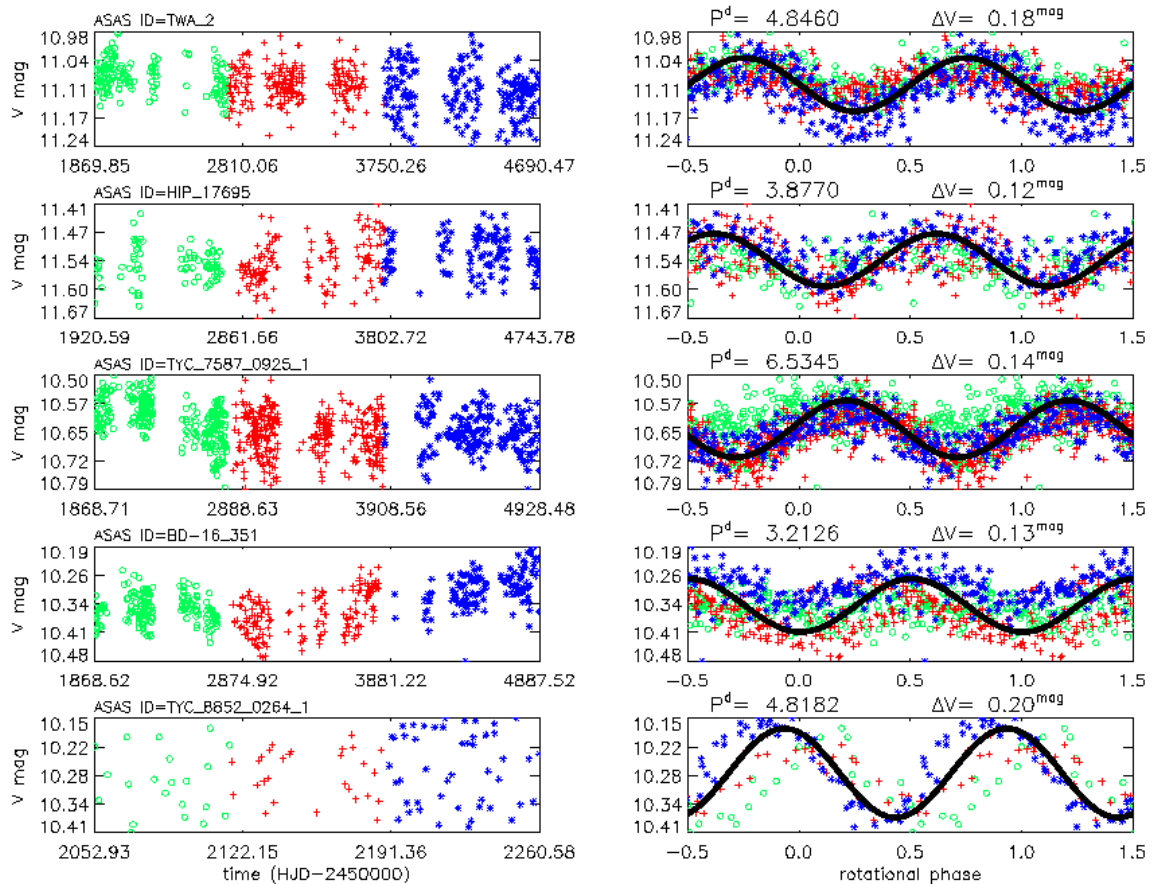 ASAS ID=TWA_2
P^d= 4.8460 ΔV= 0.18^mag
V mag
10.98
11.04
11.11
11.17
11.24
1869.85 2810.06 3750.26 4690.47
10.98
11.04
11.11
11.17
11.24
−0.5 0.0 0.5 1.0 1.5
ASAS ID=HIP_17695
P^d= 3.8770 ΔV= 0.12^mag
V mag
11.41
11.47
11.54
11.60
11.67
1920.59 2861.66 3802.72 4743.78
11.41
11.47
11.54
11.60
11.67
−0.5 0.0 0.5 1.0 1.5
ASAS ID=TYC_7587_0925_1
P^d= 6.5345 ΔV= 0.14^mag
V mag
10.50
10.57
10.65
10.72
10.79
1868.71 2888.63 3908.56 4928.48
10.50
10.57
10.65
10.72
10.79
−0.5 0.0 0.5 1.0 1.5
ASAS ID=BD−16_351
P^d= 3.2126 ΔV= 0.13^mag
V mag
10.19
10.26
10.34
10.41
10.48
1868.62 2874.92 3881.22 4887.52
10.19
10.26
10.34
10.41
10.48
−0.5 0.0 0.5 1.0 1.5
ASAS ID=TYC_8852_0264_1
P^d= 4.8182 ΔV= 0.20^mag
V mag
10.15
10.22
10.28
10.34
10.41
2052.93 2122.15 2191.36 2260.58
time (HJD−2450000)
10.15
10.22
10.28
10.34
10.41
−0.5 0.0 0.5 1.0 1.5
rotational phase